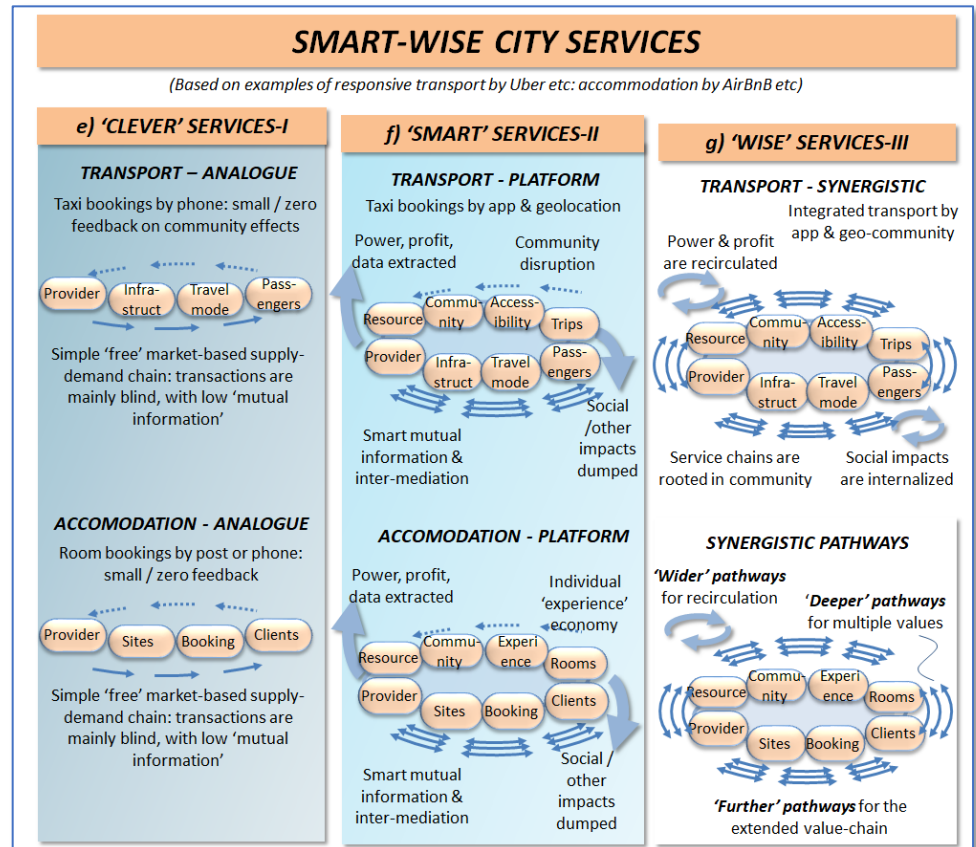 SMART-WISE CITY SERVICES
(Based on examples of responsive transport by Uber etc: accommodation by AirBnB etc)
e) ‘CLEVER’ SERVICES-I
TRANSPORT – ANALOGUE
Taxi bookings by phone: small / zero
feedback on community effects
Provider
Infra-
struct
Travel
mode
Pass-
engers
Simple ‘free’ market-based supply-
demand chain: transactions are
mainly blind, with low ‘mutual
information’
ACCOMODATION - ANALOGUE
Room bookings by post or phone:
small / zero feedback
Provider
Sites
Booking
Clients
Simple ‘free’ market-based supply-
demand chain: transactions are
mainly blind, with low ‘mutual
information’
f) ‘SMART’ SERVICES-II
TRANSPORT - PLATFORM
Taxi bookings by app & geolocation
Power, profit,
data extracted
Community
disruption
Resource
Commu-
nity
Access-
ibility
Trips
Provider
Infra-
struct
Travel
mode
Pass-
engers
Smart mutual
information &
inter-mediation
Social
/other
impacts
dumped
ACCOMODATION - PLATFORM
Power, profit,
data extracted
Individual
‘experience’
economy
Resource
Commu-
nity
Experi
ence
Rooms
Provider
Sites
Booking
Clients
Smart mutual
information &
inter-mediation
Social /
other
impacts
dumped
g) ‘WISE’ SERVICES-III
TRANSPORT - SYNERGISTIC
Integrated transport by
app & geo-community
Power & profit
are recirculated
Resource
Commu-
nity
Access-
ibility
Trips
Provider
Infra-
struct
Travel
mode
Pass-
engers
Service chains are
rooted in community
Social impacts
are internalized
SYNERGISTIC PATHWAYS
‘Wider’ pathways
for recirculation
‘Deeper’ pathways
for multiple values
Resource
Commu-
nity
Experi
ence
Rooms
Provider
Sites
Booking
Clients
‘Further’ pathways for the
extended value-chain